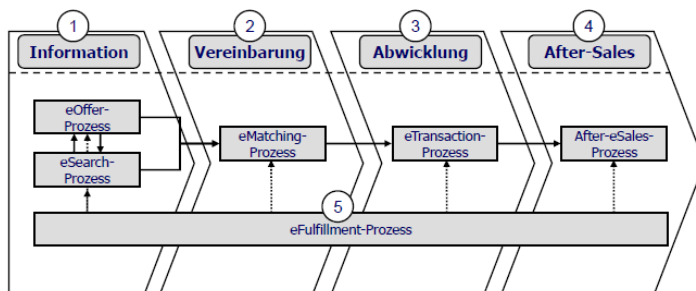 1
2
3
4
Information
Vereinbarung
Abwicklung
After-Sales
eOffer-
Prozess
eSearch-
Prozess
eMatching-
Prozess
eTransaction-
Prozess
After-eSales-
Prozess
5
eFulfillment-Prozess